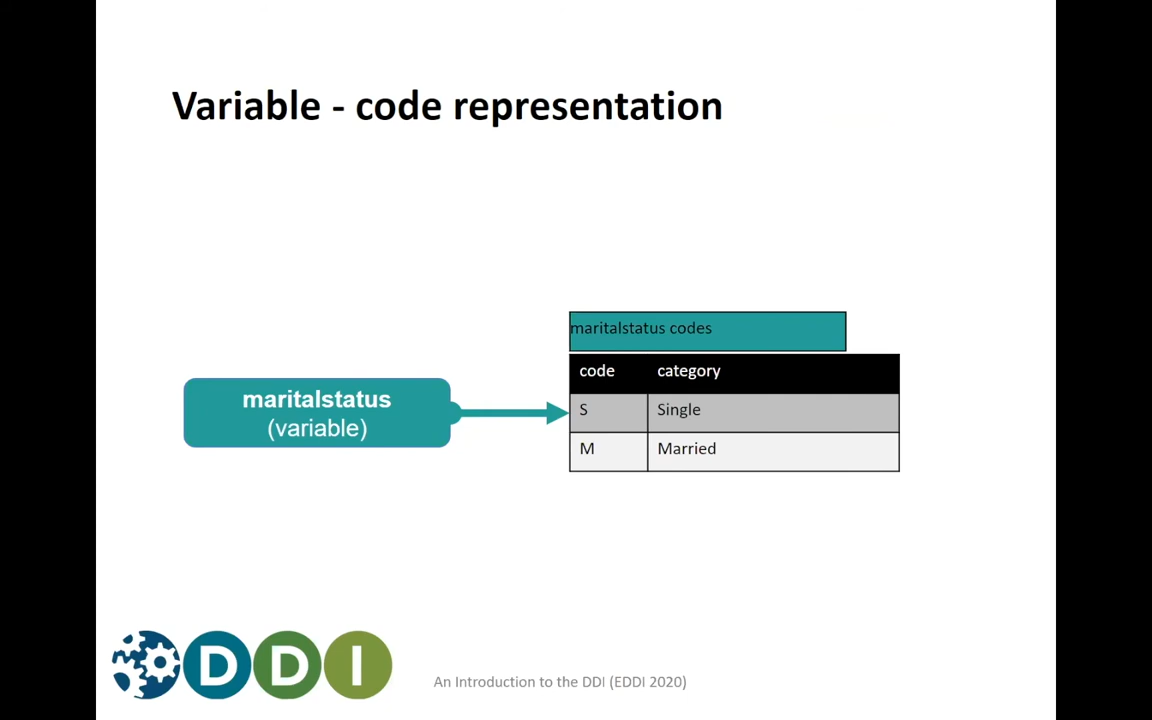 Variable - code representation
maritalstatus codes
code category
S Single
M Married
maritalstatus
(variable)
DDI
An Introduction to the DDI (EDDI 2020)